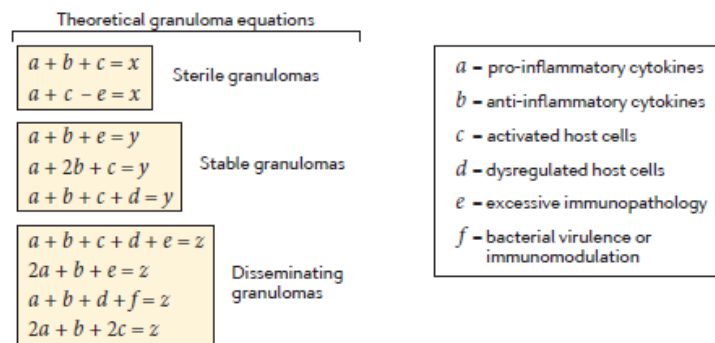 Theoretical granuloma equations
a + b + c = x
a + c – e = x
Sterile granulomas
a + b + e = y
a + 2b + c = y
a + b + c + d = y
Stable granulomas
a + b + c + d + e = z
2a + b + e = z
a + b + d + f = z
2a + b + 2c = z
Disseminating
granulomas
a – pro-inflammatory cytokines
b – anti-inflammatory cytokines
c – activated host cells
d – dysregulated host cells
e – excessive immunopathology
f – bacterial virulence or
immunomodulation